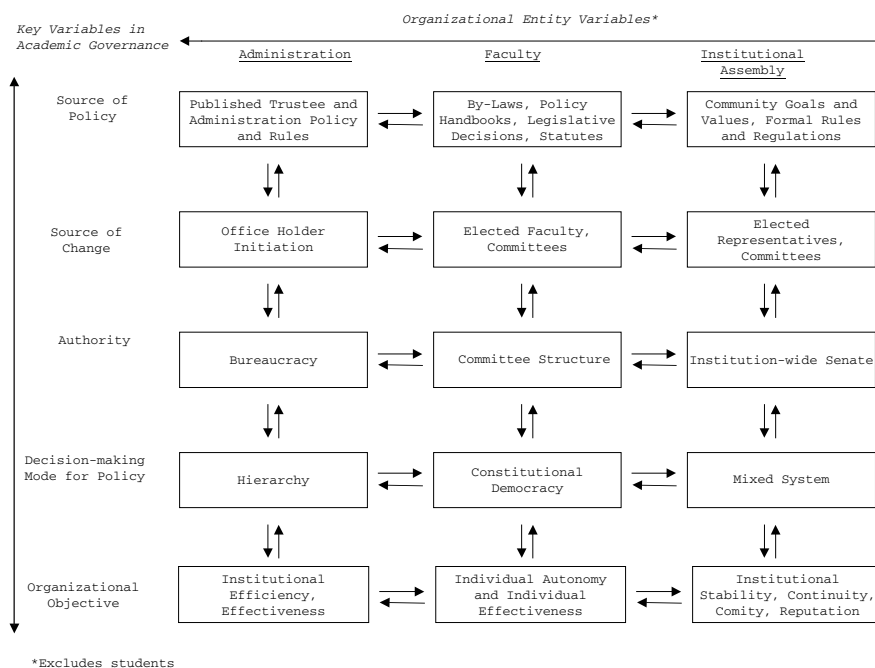 Organizational Entity Variables*
Key Variables in
Academic Governance
Administration
Faculty
Institutional
Assembly
Source of
Policy
Published Trustee and
Administration Policy
and Rules
By-Laws, Policy
Handbooks, Legislative
Decisions, Statutes
Community Goals and
Values, Formal Rules
and Regulations
Source of
Change
Office Holder
Initiation
Elected Faculty,
Committees
Elected
Representatives,
Committees
Authority
Bureaucracy
Committee Structure
Institution-wide Senate
Decision-making
Mode for Policy
Hierarchy
Constitutional
Democracy
Mixed System
Organizational
Objective
Institutional
Efficiency,
Effectiveness
Individual Autonomy
and Individual
Effectiveness
Institutional
Stability, Continuity,
Comity, Reputation
*Excludes students